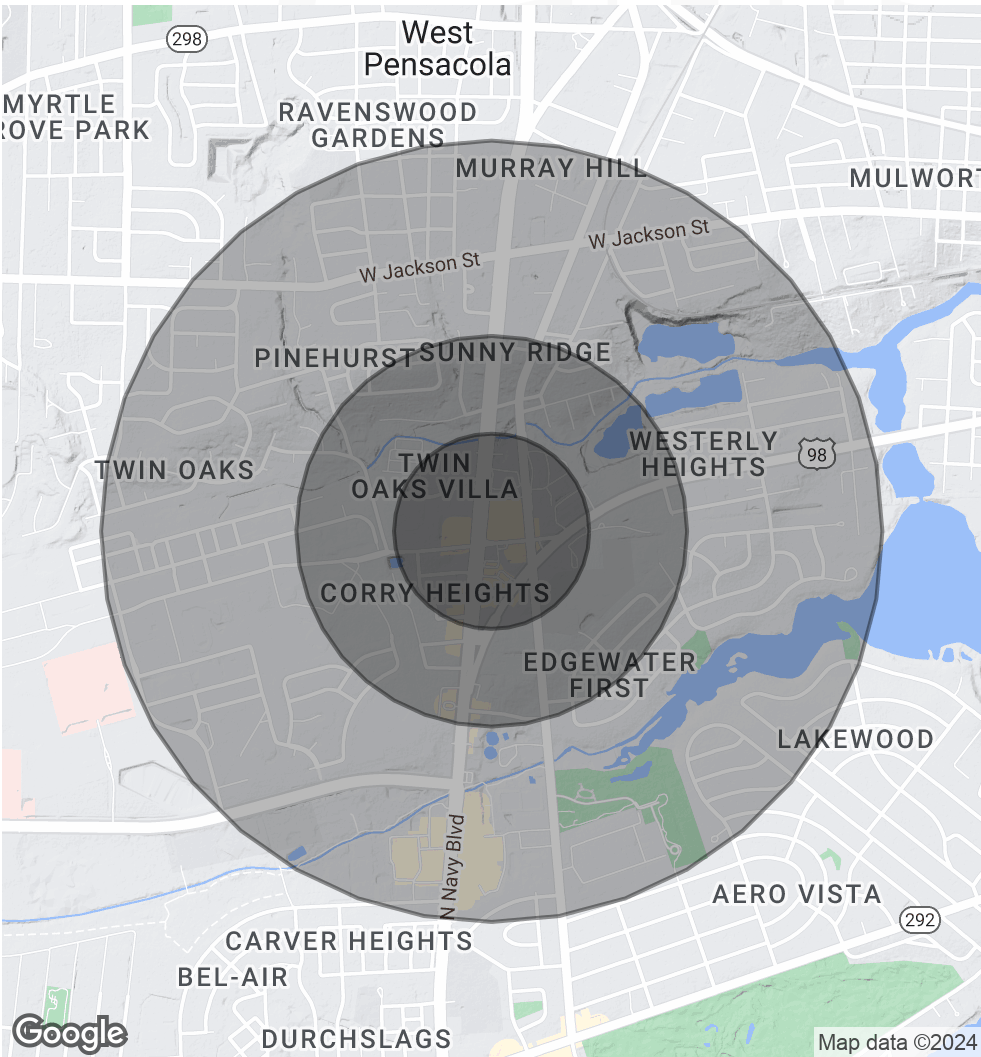 298
West
Pensacola
MYRTLE
ROVE PARK
RAVENSWOOD
GARDENS
MURRAY HILL
MULWORT
W Jackson St
W Jackson St
PINEHURST
SUNNY RIDGE
TWIN OAKS
TWIN
OAKS VILLA
WESTERLY
HEIGHTS
98
CORRY HEIGHTS
EDGEWATER
FIRST
LAKEWOOD
N Navy Blvd
AERO VISTA
292
CARVER HEIGHTS
BEL-AIR
DURCHSLAGS
Google
Map data ©2024